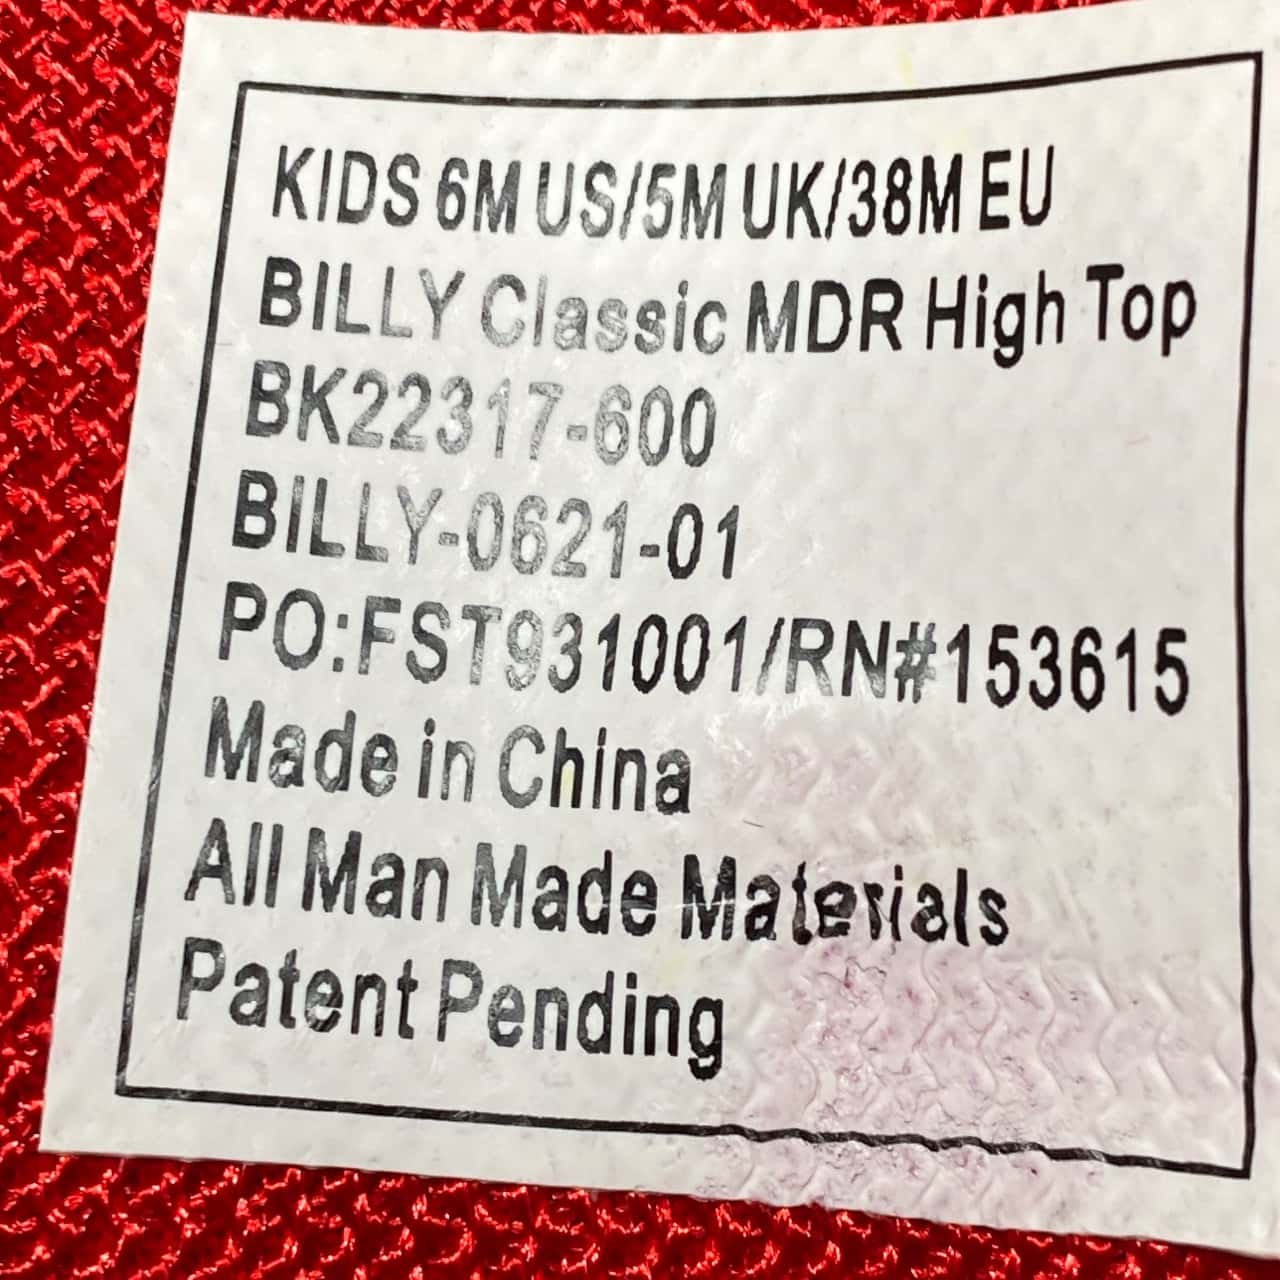 KIDS 6M US/5M UK/38M EU
BILLY Classic MDR High Top
BK22317-600
BILLY-0621-01
PO:FST931001/RN#153615
Made in China
All Man Made Materials
Patent Pending